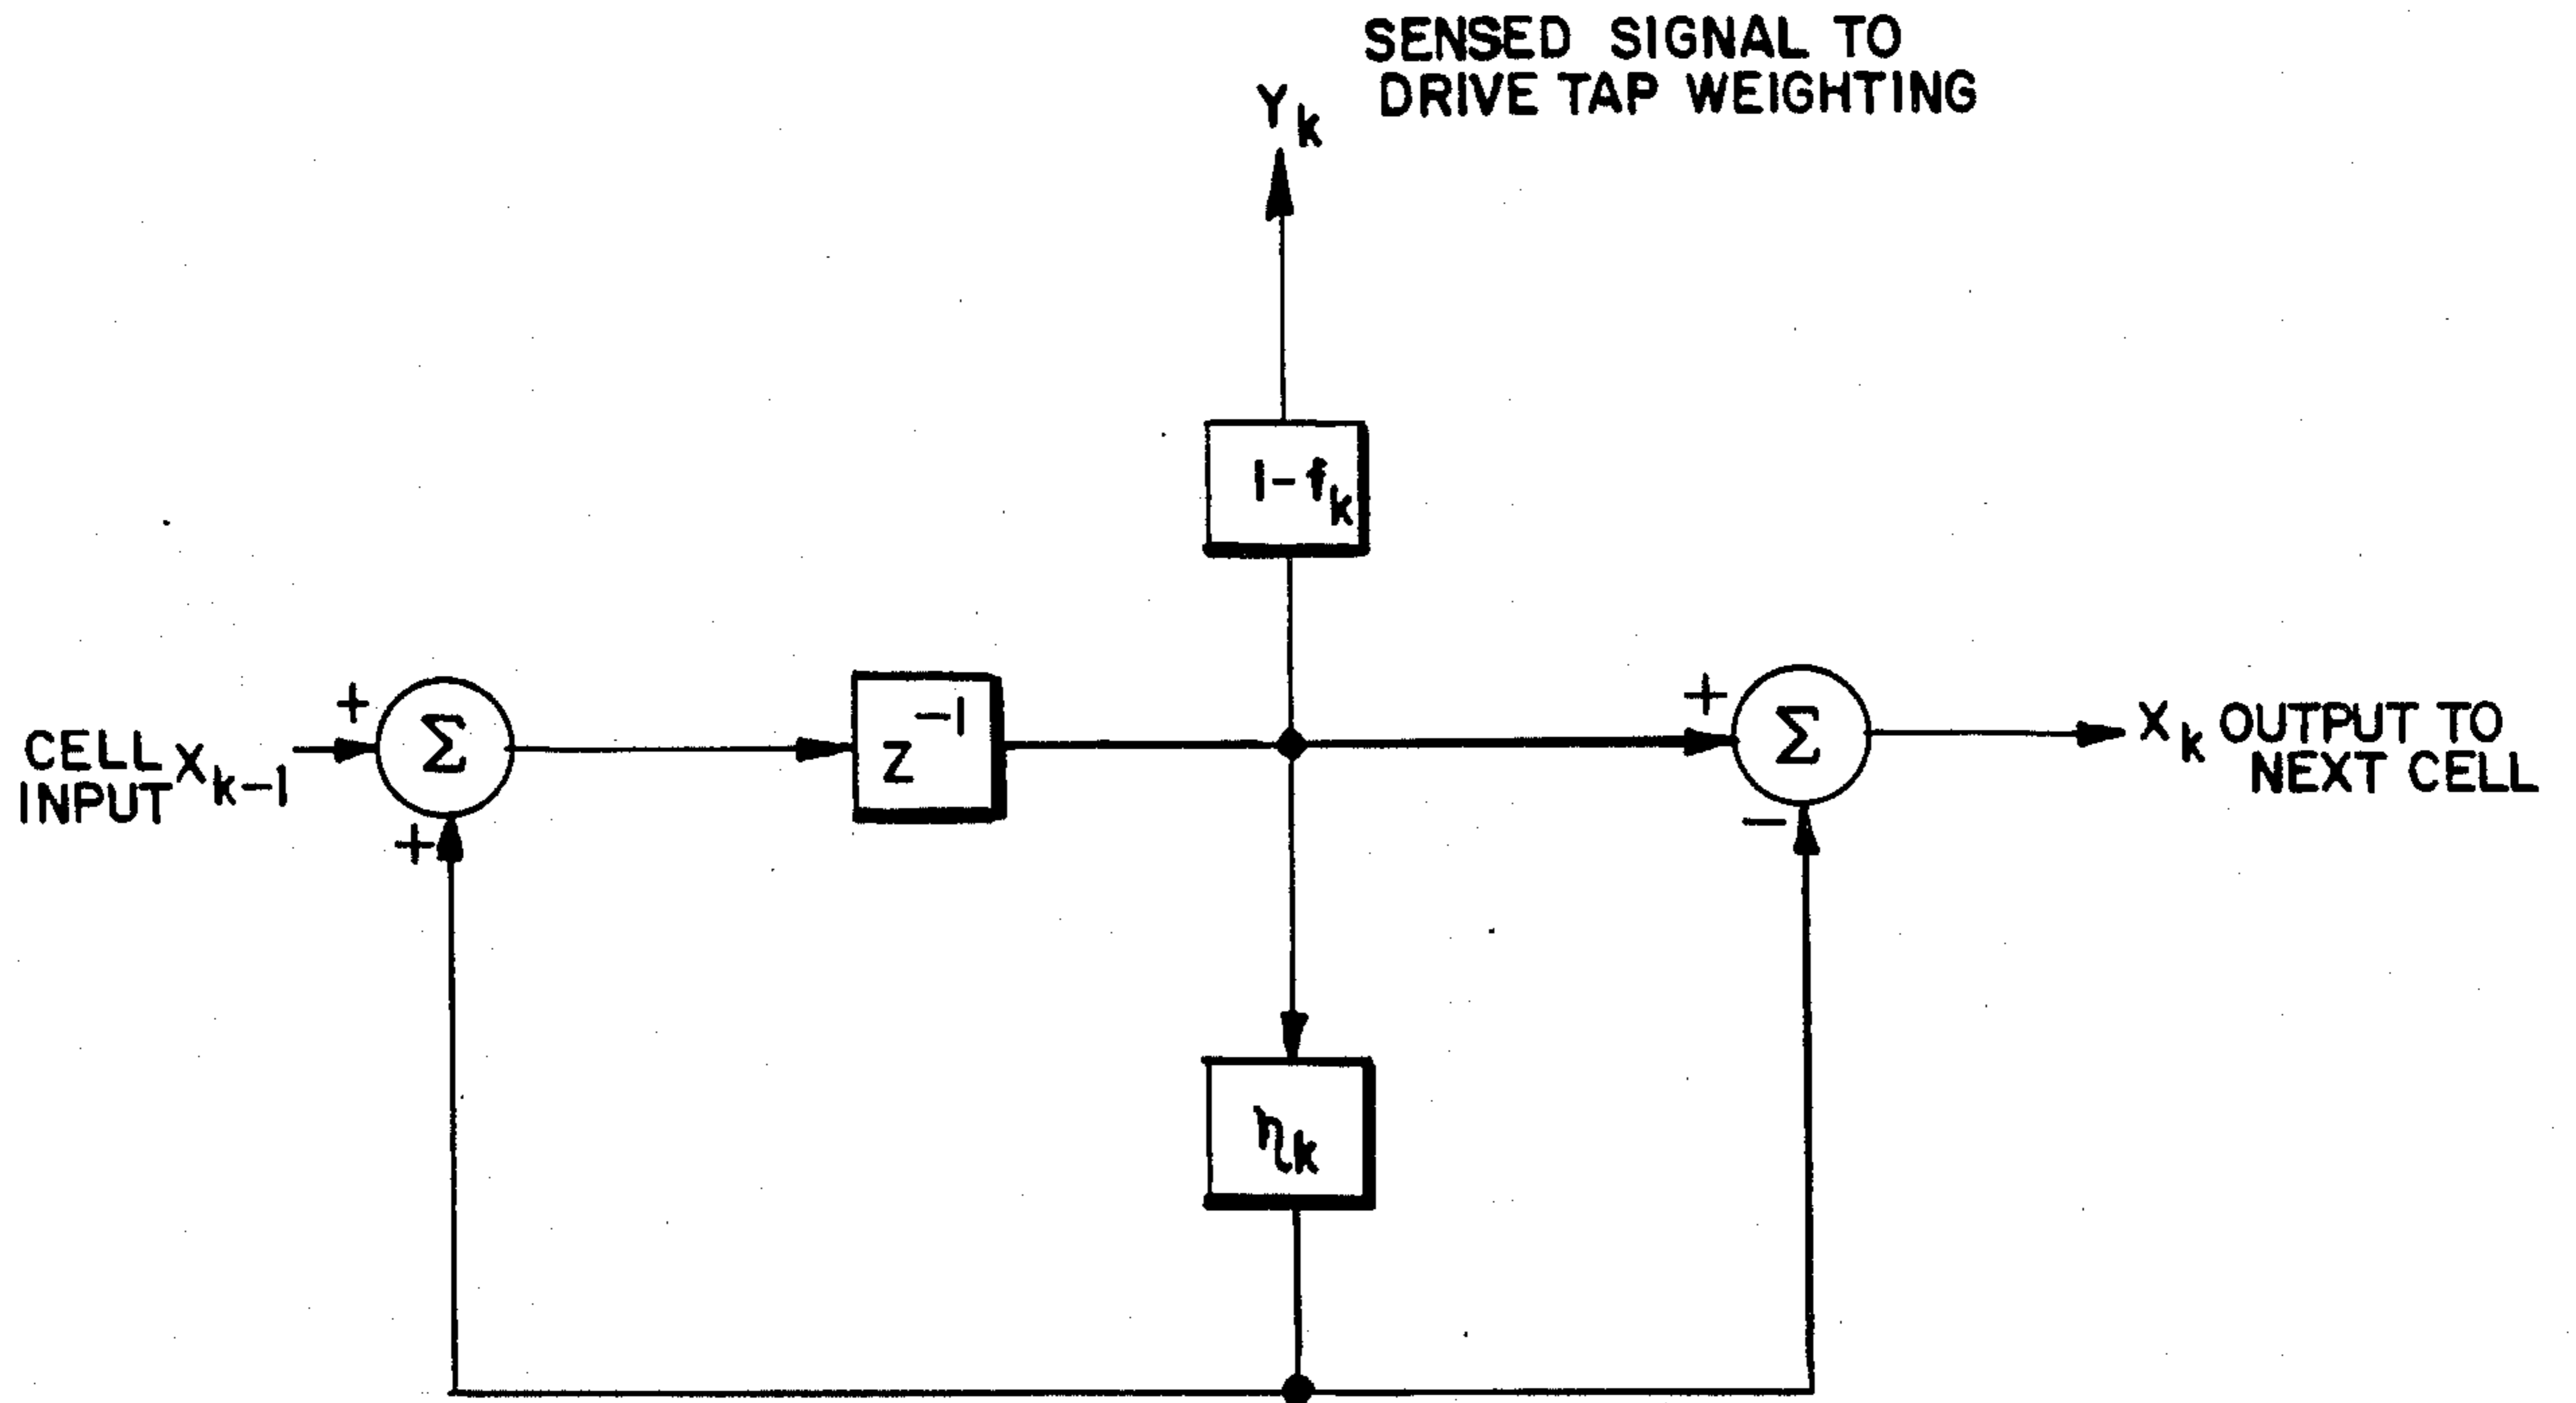 SENSED SIGNAL TO
DRIVE TAP WEIGHTING
Yₖ
1-fₖ
+
Σ
+
CELL
INPUT
Xₖ₋₁
Z⁻¹
+
Σ
-
Xₖ OUTPUT TO
NEXT CELL
ηₖ